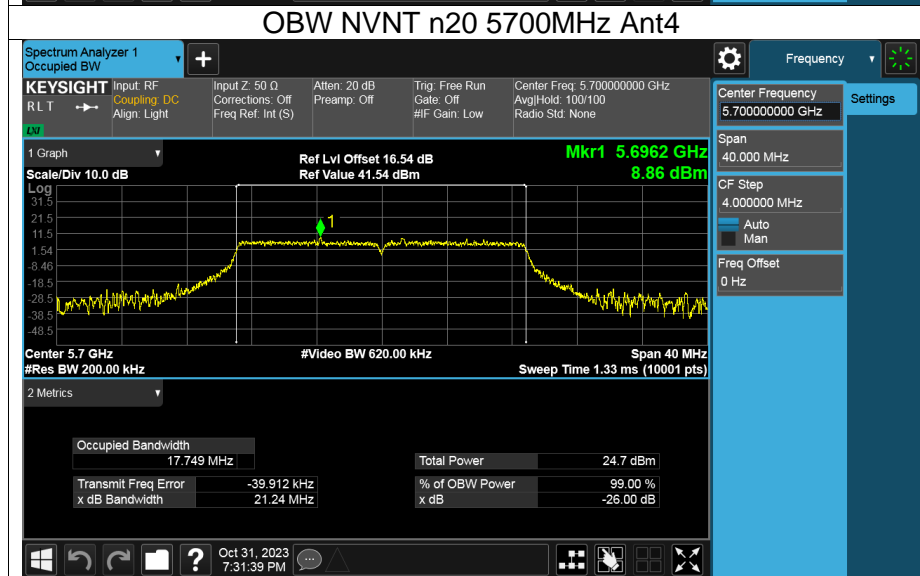 OBW NVNT n20 5700MHz Ant4
Spectrum Analyzer 1
Occupied BW
+
Frequency
KEYSIGHT
RLT
LXI
Input: RF
Coupling: DC
Align: Light
Input Z: 50 Ω
Corrections: Off
Freq Ref: Int (S)
Atten: 20 dB
Preamp: Off
Trig: Free Run
Gate: Off
#IF Gain: Low
Center Freq: 5.700000000 GHz
Avg|Hold: 100/100
Radio Std: None
Center Frequency
5.700000000 GHz
Settings
Span
40.000 MHz
CF Step
4.000000 MHz
Auto
Man
Freq Offset
0 Hz
1 Graph
Scale/Div 10.0 dB
Ref Lvl Offset 16.54 dB
Ref Value 41.54 dBm
Mkr1 5.6962 GHz
8.86 dBm
Log
31.5
21.5
11.5
1.54
-8.46
-18.5
-28.5
-38.5
-48.5
1
Center 5.7 GHz
#Video BW 620.00 kHz
Span 40 MHz
#Res BW 200.00 kHz
Sweep Time 1.33 ms (10001 pts)
2 Metrics
Occupied Bandwidth
17.749 MHz
Total Power 24.7 dBm
Transmit Freq Error -39.912 kHz
% of OBW Power 99.00 %
x dB Bandwidth 21.24 MHz
x dB -26.00 dB
?
Oct 31, 2023
7:31:39 PM